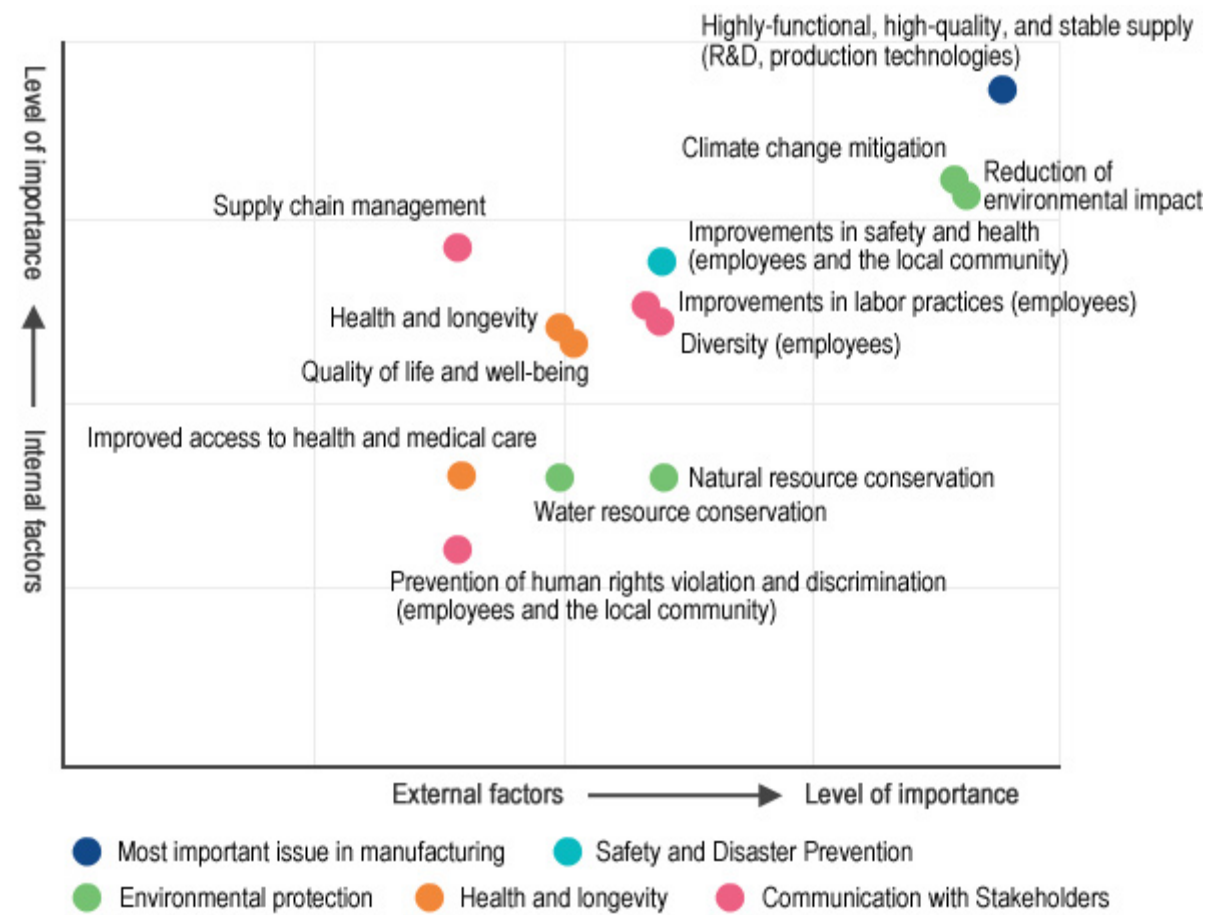 Highly-functional, high-quality, and stable supply
(R&D, production technologies)
Climate change mitigation
Reduction of
environmental impact
Supply chain management
Improvements in safety and health
(employees and the local community)
Health and longevity
Improvements in labor practices (employees)
Diversity (employees)
Quality of life and well-being
Improved access to health and medical care
Natural resource conservation
Water resource conservation
Prevention of human rights violation and discrimination
(employees and the local community)
Level of importance
Internal factors
External factors
Level of importance
Most important issue in manufacturing
Safety and Disaster Prevention
Environmental protection
Health and longevity
Communication with Stakeholders